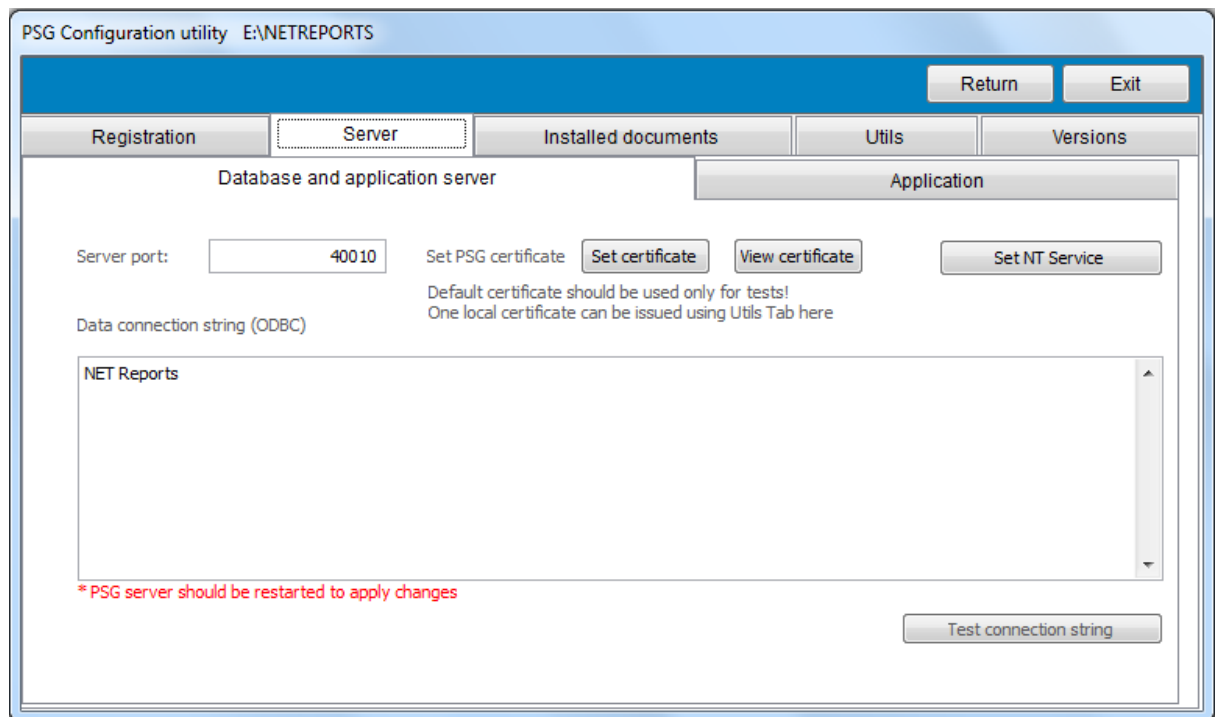 PSG Configuration utility E:\NETREPORTS
Return Exit
Registration Server Installed documents Utils Versions
Database and application server Application
Server port: 40010 Set PSG certificate Set certificate View certificate Set NT Service
Default certificate should be used only for tests!
One local certificate can be issued using Utils Tab here
Data connection string (ODBC)
NET Reports
* PSG server should be restarted to apply changes
Test connection string